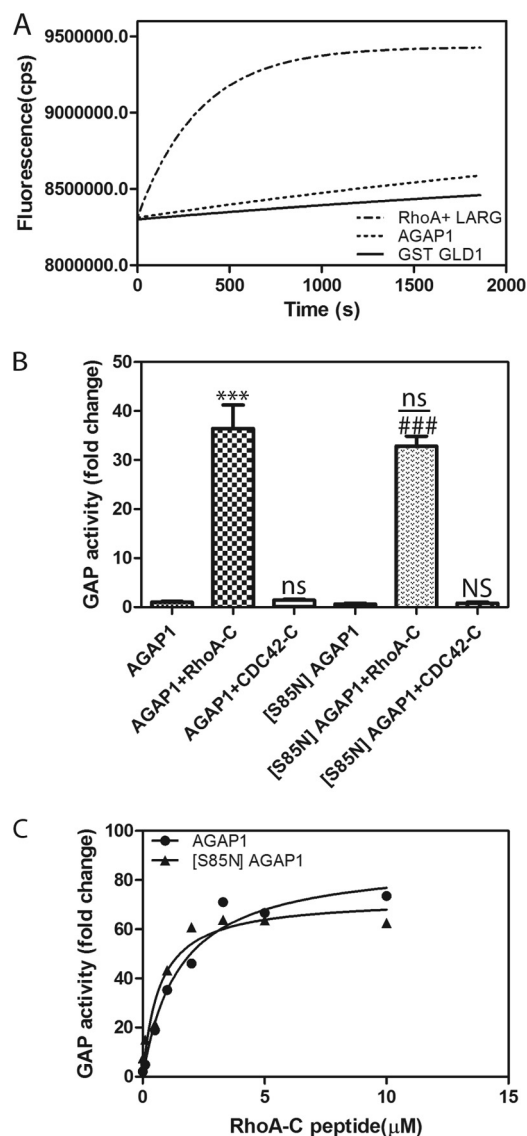 A
Fluorescence(cps)
9500000.0
9000000.0
8500000.0
8000000.0
RhoA+ LARG
AGAP1
GST GLD1
0
500
1000
1500
2000
Time (s)
B
GAP activity (fold change)
50
40
30
20
10
0
***
ns
ns
###
NS
AGAP1
AGAP1+RhoA-C
AGAP1+CDC42-C
[S85N] AGAP1
[S85N] AGAP1+RhoA-C
[S85N] AGAP1+CDC42-C
C
GAP activity (fold change)
100
80
60
40
20
0
AGAP1
[S85N] AGAP1
0
5
10
15
RhoA-C peptide(μM)